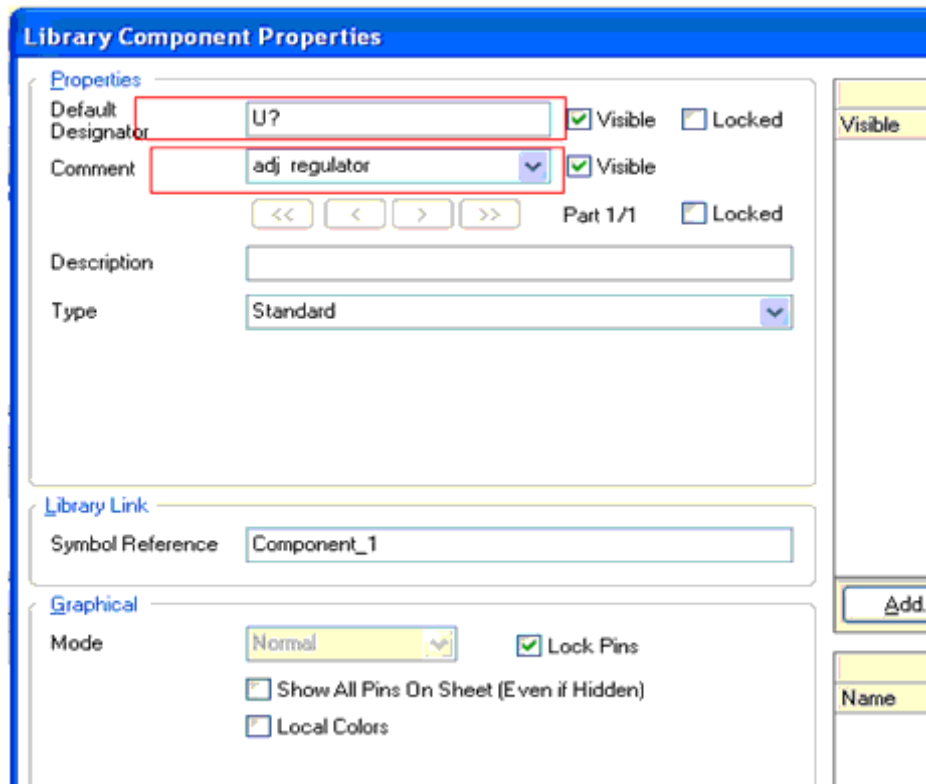 Library Component Properties
Properties
Default Designator U? Visible Locked
Visible
Comment adj regulator Visible
<< < > >> Part 1/1 Locked
Description
Type Standard
Library Link
Symbol Reference Component_1
Add.
Graphical
Mode Normal Lock Pins
Show All Pins On Sheet (Even if Hidden)
Name
Local Colors